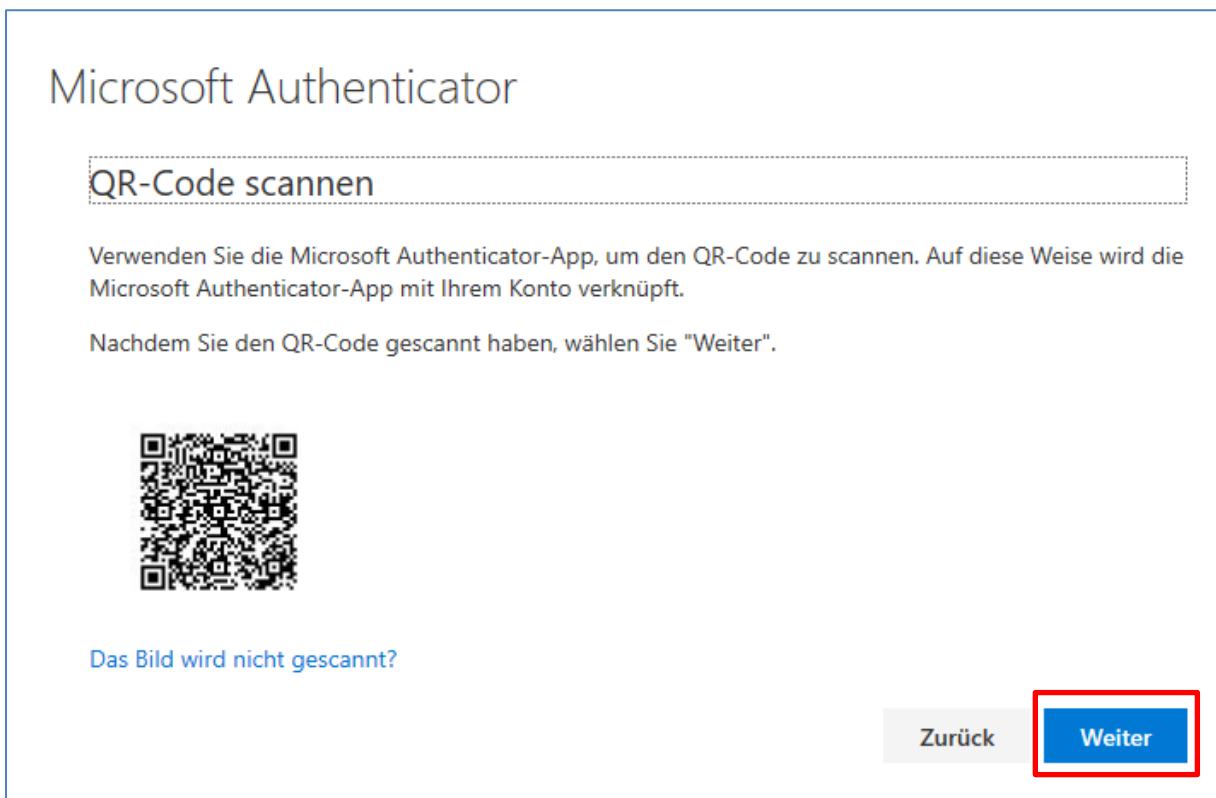 Microsoft Authenticator
QR-Code scannen
Verwenden Sie die Microsoft Authenticator-App, um den QR-Code zu scannen. Auf diese Weise wird die
Microsoft Authenticator-App mit Ihrem Konto verknüpft.
Nachdem Sie den QR-Code gescannt haben, wählen Sie "Weiter".
Das Bild wird nicht gescannt?
Zurück
Weiter